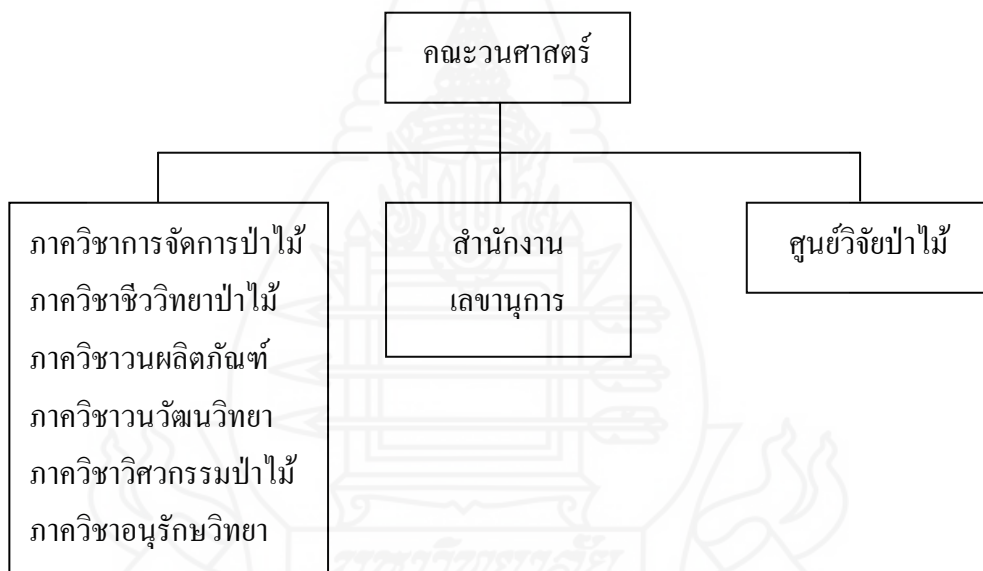 คณะวนศาสตร์
ภาควิชาการจัดการป่าไม้
ภาควิชาชีววิทยาป่าไม้
ภาควิชาวนผลิตภัณฑ์
ภาควิชาวนวัฒนวิทยา
ภาควิชาวิศวกรรมป่าไม้
ภาควิชาอนุรักษวิทยา
สำนักงาน
เลขานุการ
ศูนย์วิจัยป่าไม้